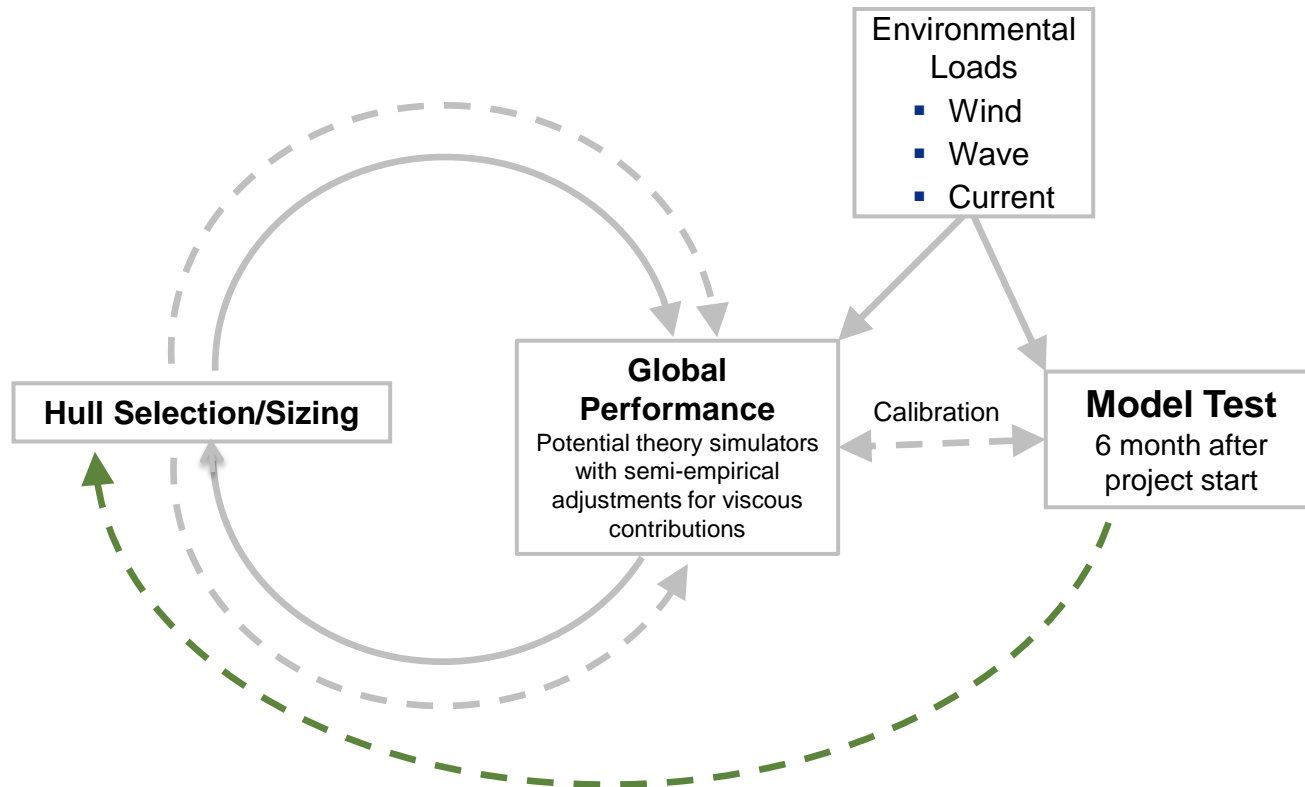 Environmental
Loads
▪ Wind
▪ Wave
▪ Current
Hull Selection/Sizing
Global
Performance
Potential theory simulators
with semi-empirical
adjustments for viscous
contributions
Calibration
Model Test
6 month after
project start